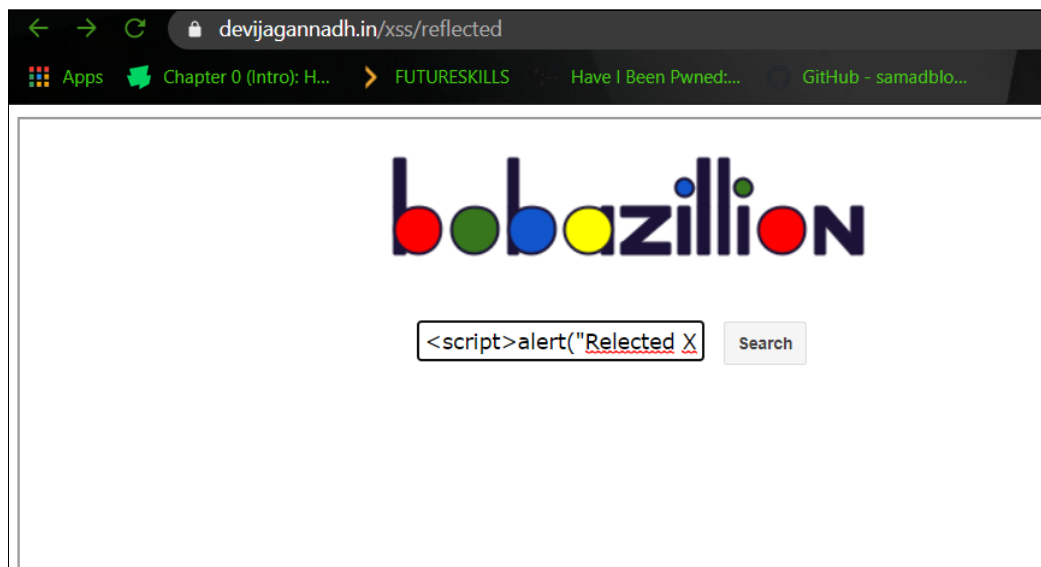 devijagannadh.in/xss/reflected
Apps Chapter 0 (Intro): H... FUTURESKILLS Have I Been Pwned:... GitHub - samadblo...
bobazillion
<script>alert("Relected X Search